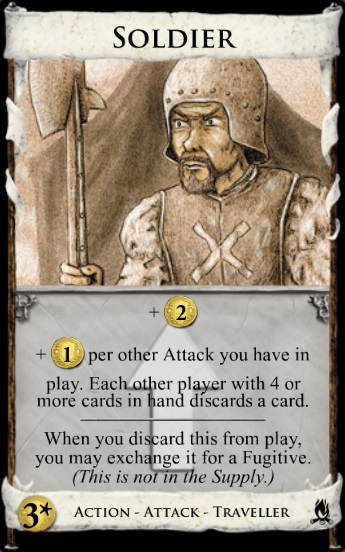 SOLDIER
+ 2
+ 1 per other Attack you have in
play. Each other player with 4 or
more cards in hand discards a card.
When you discard this from play,
you may exchange it for a Fugitive.
(This is not in the Supply.)
3* ACTION - ATTACK - TRAVELLER